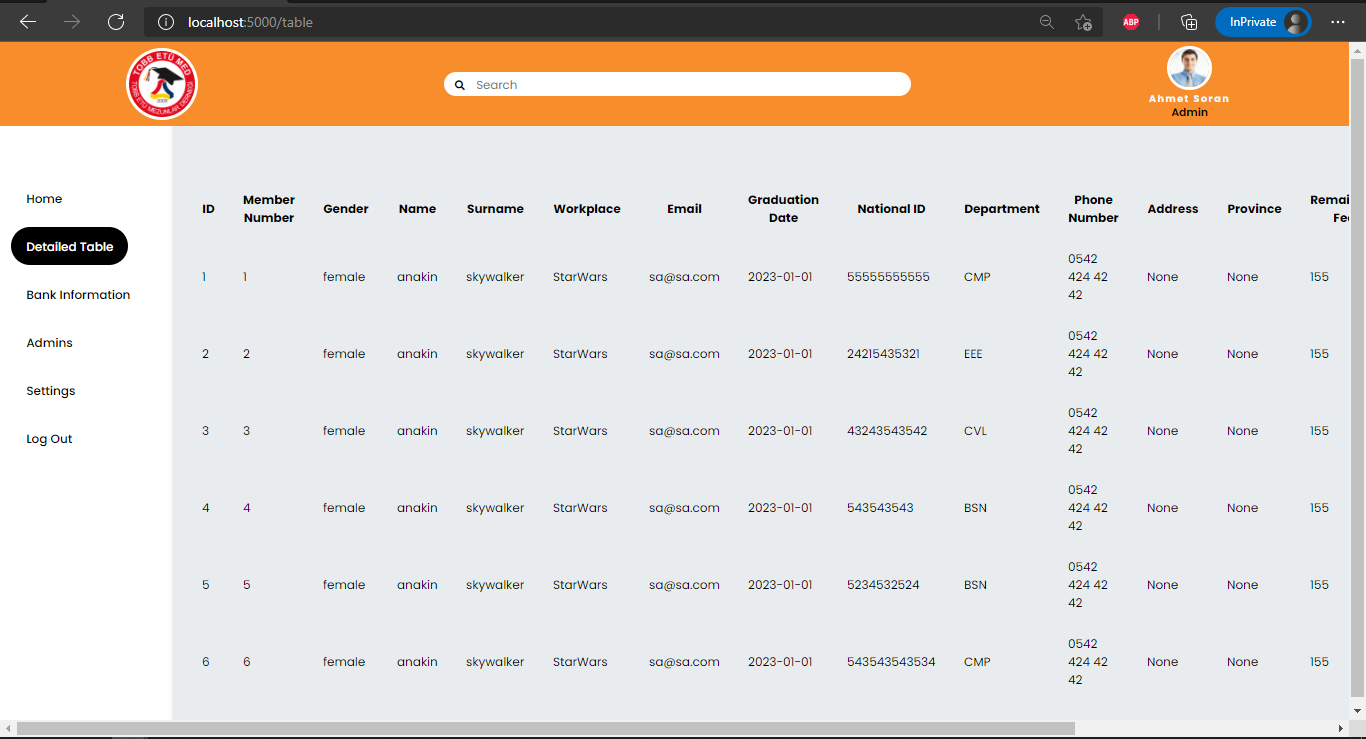 localhost:5000/table
ABP
InPrivate
TOBB ETÜ MED
TOBB ETÜ MEZUNLAR DERNEĞİ
Search
Ahmet Soran
Admin
Home
Detailed Table
Bank Information
Admins
Settings
Log Out
ID Member Number Gender Name Surname Workplace Email Graduation Date National ID Department Phone Number Address Province Remai Fe
1 1 female anakin skywalker StarWars sa@sa.com 2023-01-01 55555555555 CMP 0542 424 42 42 None None 155
2 2 female anakin skywalker StarWars sa@sa.com 2023-01-01 24215435321 EEE 0542 424 42 42 None None 155
3 3 female anakin skywalker StarWars sa@sa.com 2023-01-01 43243543542 CVL 0542 424 42 42 None None 155
4 4 female anakin skywalker StarWars sa@sa.com 2023-01-01 543543543 BSN 0542 424 42 42 None None 155
5 5 female anakin skywalker StarWars sa@sa.com 2023-01-01 5234532524 BSN 0542 424 42 42 None None 155
6 6 female anakin skywalker StarWars sa@sa.com 2023-01-01 543543543534 CMP 0542 424 42 42 None None 155